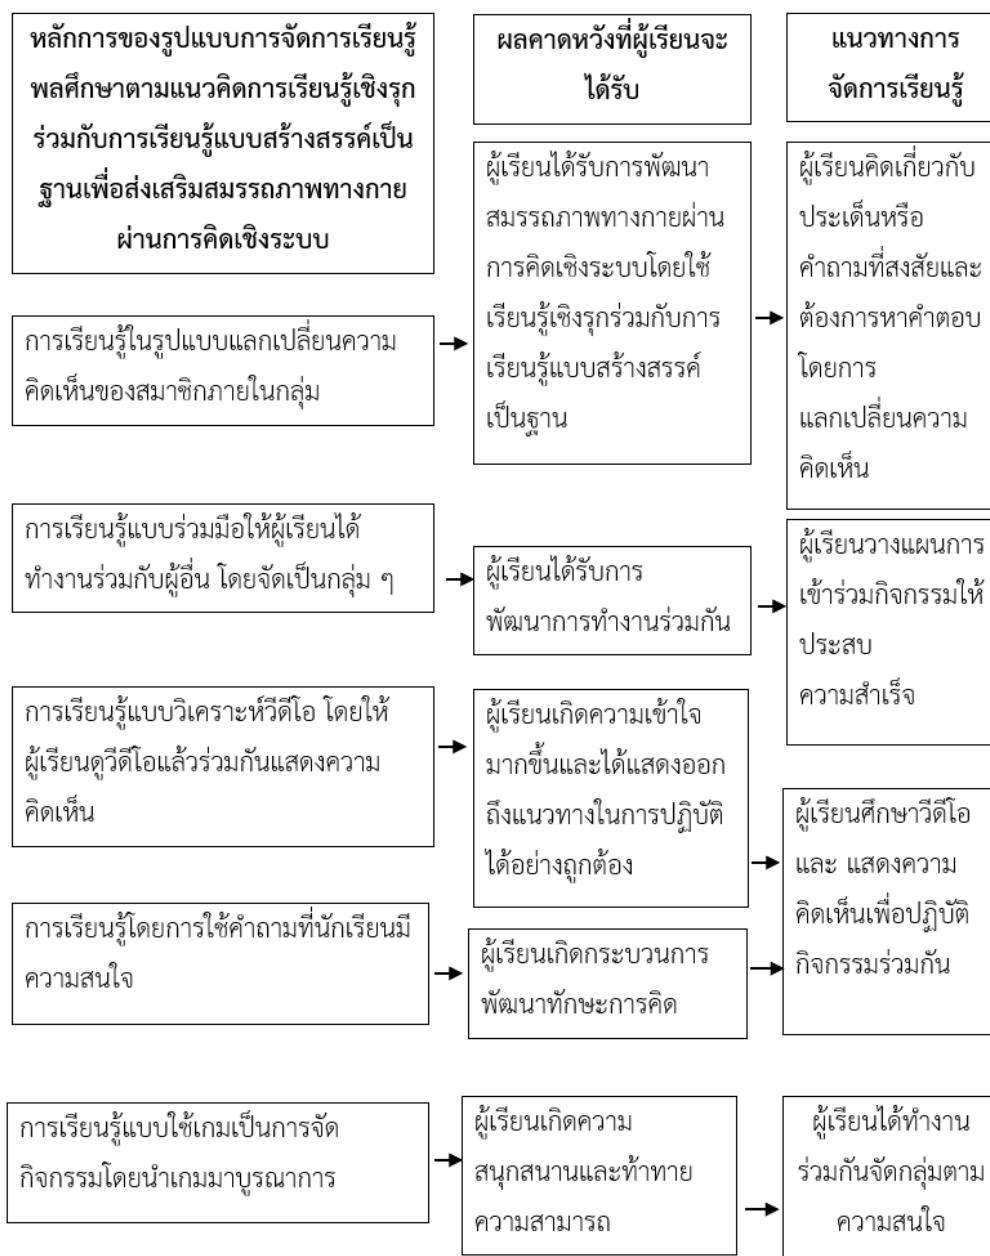 หลักการของรูปแบบการจัดการเรียนรู้
พลศึกษาตามแนวคิดการเรียนรู้เชิงรุก
ร่วมกับการเรียนรู้แบบสร้างสรรค์เป็น
ฐานเพื่อส่งเสริมสมรรถภาพทางกาย
ผ่านการคิดเชิงระบบ
ผลคาดหวังที่ผู้เรียนจะ
ได้รับ
แนวทางการ
จัดการเรียนรู้
การเรียนรู้ในรูปแบบแลกเปลี่ยนความ
คิดเห็นของสมาชิกภายในกลุ่ม
ผู้เรียนได้รับการพัฒนา
สมรรถภาพทางกายผ่าน
การคิดเชิงระบบโดยใช้
เรียนรู้เชิงรุกร่วมกับการ
เรียนรู้แบบสร้างสรรค์
เป็นฐาน
ผู้เรียนคิดเกี่ยวกับ
ประเด็นหรือ
คำถามที่สงสัยและ
ต้องการหาคำตอบ
โดยการ
แลกเปลี่ยนความ
คิดเห็น
การเรียนรู้แบบร่วมมือให้ผู้เรียนได้
ทำงานร่วมกับผู้อื่น โดยจัดเป็นกลุ่ม ๆ
ผู้เรียนได้รับการ
พัฒนาการทำงานร่วมกัน
ผู้เรียนวางแผนการ
เข้าร่วมกิจกรรมให้
ประสบ
ความสำเร็จ
การเรียนรู้แบบวิเคราะห์วีดีโอ โดยให้
ผู้เรียนดูวีดีโอแล้วร่วมกันแสดงความ
คิดเห็น
ผู้เรียนเกิดความเข้าใจ
มากขึ้นและได้แสดงออก
ถึงแนวทางในการปฏิบัติ
ได้อย่างถูกต้อง
ผู้เรียนศึกษาวีดีโอ
และ แสดงความ
คิดเห็นเพื่อปฏิบัติ
กิจกรรมร่วมกัน
การเรียนรู้โดยการใช้คำถามที่นักเรียนมี
ความสนใจ
ผู้เรียนเกิดกระบวนการ
พัฒนาทักษะการคิด
การเรียนรู้แบบใช้เกมเป็นการจัด
กิจกรรมโดยนำเกมมาบูรณาการ
ผู้เรียนเกิดความ
สนุกสนานและท้าทาย
ความสามารถ
ผู้เรียนได้ทำงาน
ร่วมกันจัดกลุ่มตาม
ความสนใจ